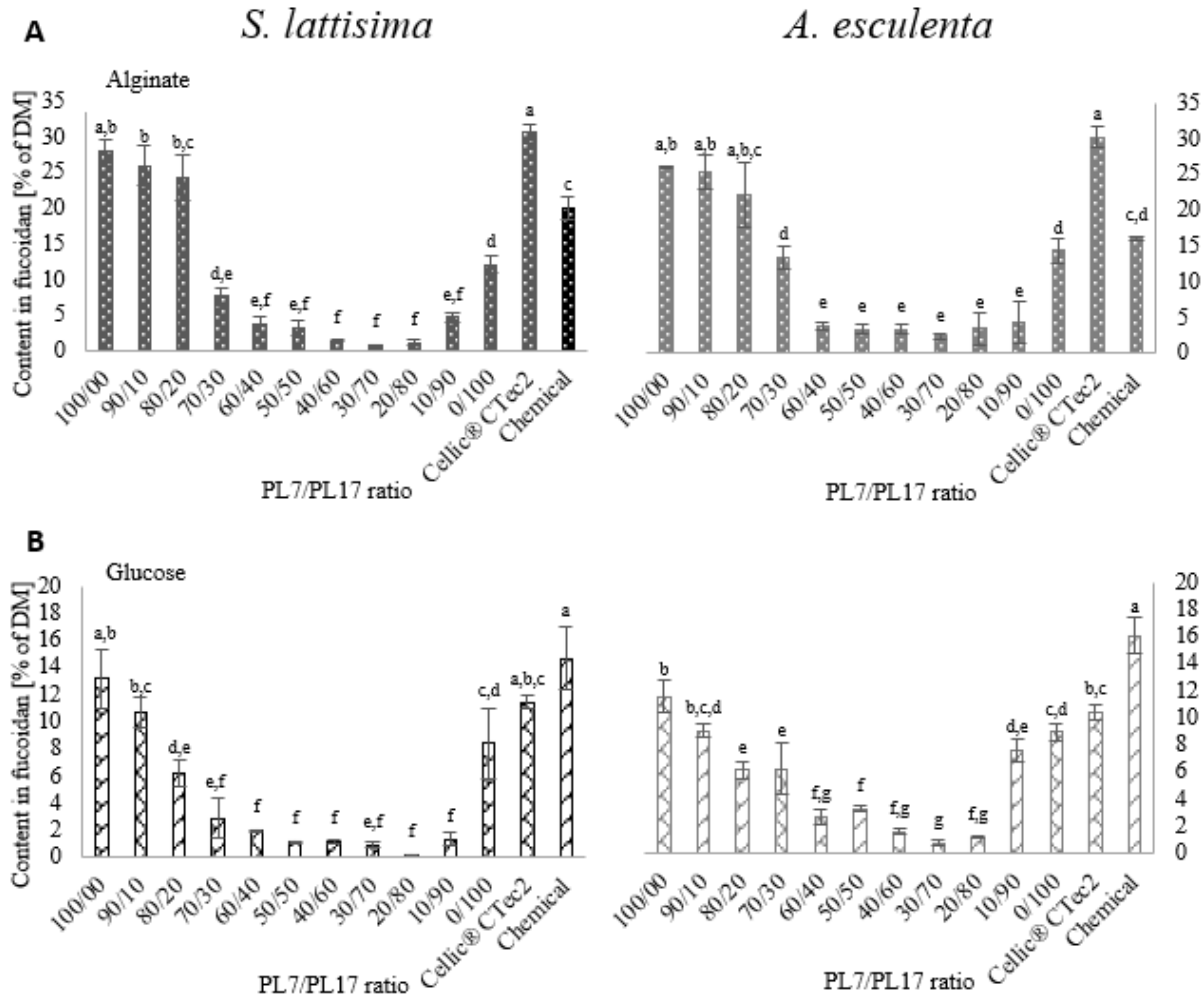 A
S. lattisima
A. esculenta
Alginate
Content in fucoidan [% of DM]
35
30
25
20
15
10
5
0
a,b
b
b,c
d,e
e,f
e,f
f
f
f
e,f
d
a
c
100/00
90/10
80/20
70/30
60/40
50/50
40/60
30/70
20/80
10/90
0/100
Cellic® CTec2
Chemical
PL7/PL17 ratio
a,b
a,b
a,b,c
d
e
e
e
e
e
e
d
a
c,d
35
30
25
20
15
10
5
0
100/00
90/10
80/20
70/30
60/40
50/50
40/60
30/70
20/80
10/90
0/100
Cellic® CTec2
Chemical
PL7/PL17 ratio
B
Glucose
Content in fucoidan [% of DM]
20
18
16
14
12
10
8
6
4
2
0
a,b
b,c
d,e
e,f
f
f
f
e,f
f
f
c,d
a,b,c
a
100/00
90/10
80/20
70/30
60/40
50/50
40/60
30/70
20/80
10/90
0/100
Cellic® CTec2
Chemical
PL7/PL17 ratio
b
b,c,d
e
e
f,g
f
f,g
g
f,g
d,e
c,d
b,c
a
20
18
16
14
12
10
8
6
4
2
0
100/00
90/10
80/20
70/30
60/40
50/50
40/60
30/70
20/80
10/90
0/100
Cellic® CTec2
Chemical
PL7/PL17 ratio